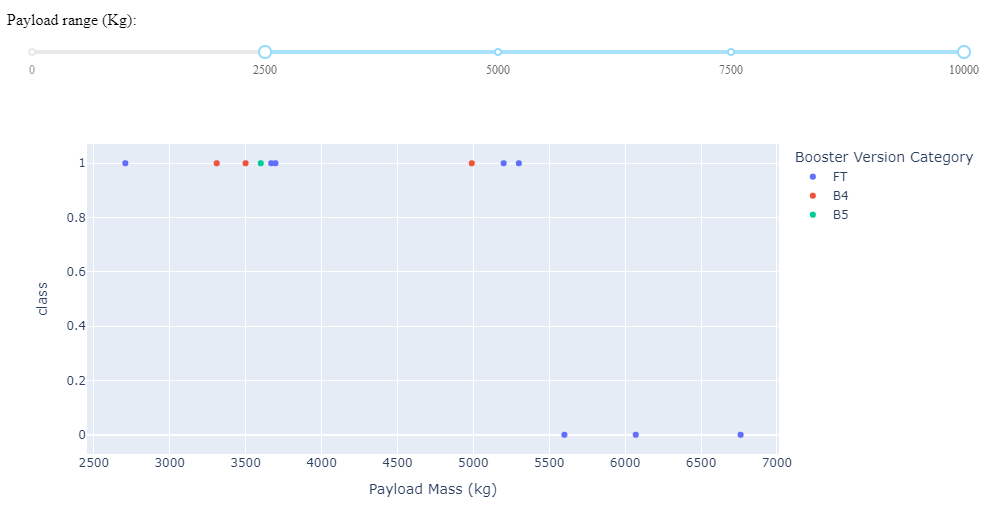 Payload range (Kg):
0 2500 5000 7500 10000
Booster Version Category
FT
B4
B5
1
0.8
0.6
0.4
0.2
0
class
2500 3000 3500 4000 4500 5000 5500 6000 6500 7000
Payload Mass (kg)